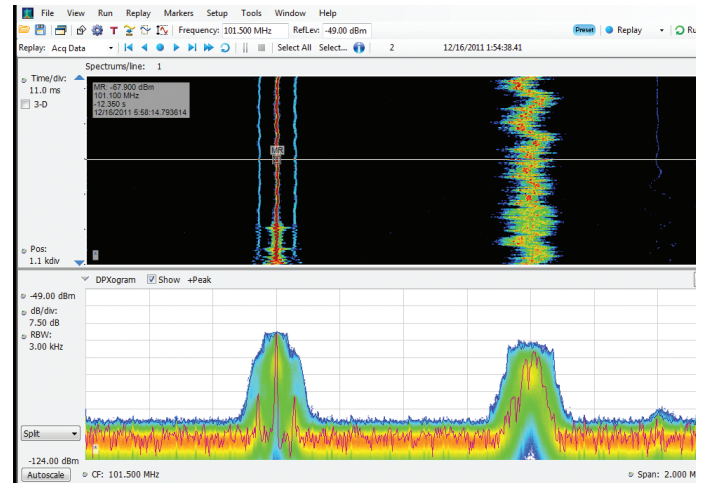 File View Run Replay Markers Setup Tools Window Help
T Frequency: 101.500 MHz RefLev: -49.00 dBm Preset Replay Ru
Replay: Acq Data Select All Select... 2 12/16/2011 1:54:38.41
Spectrums/line: 1
Time/div:
11.0 ms
3-D
MR: -67.900 dBm
101.100 MHz
-12.350 s
12/16/2011 5:58:14.793614
MR
Pos:
1.1 kdiv
DPXogram Show +Peak
-49.00 dBm
dB/div:
7.50 dB
RBW:
3.00 kHz
Split
-124.00 dBm
Autoscale CF: 101.500 MHz Span: 2.000 M